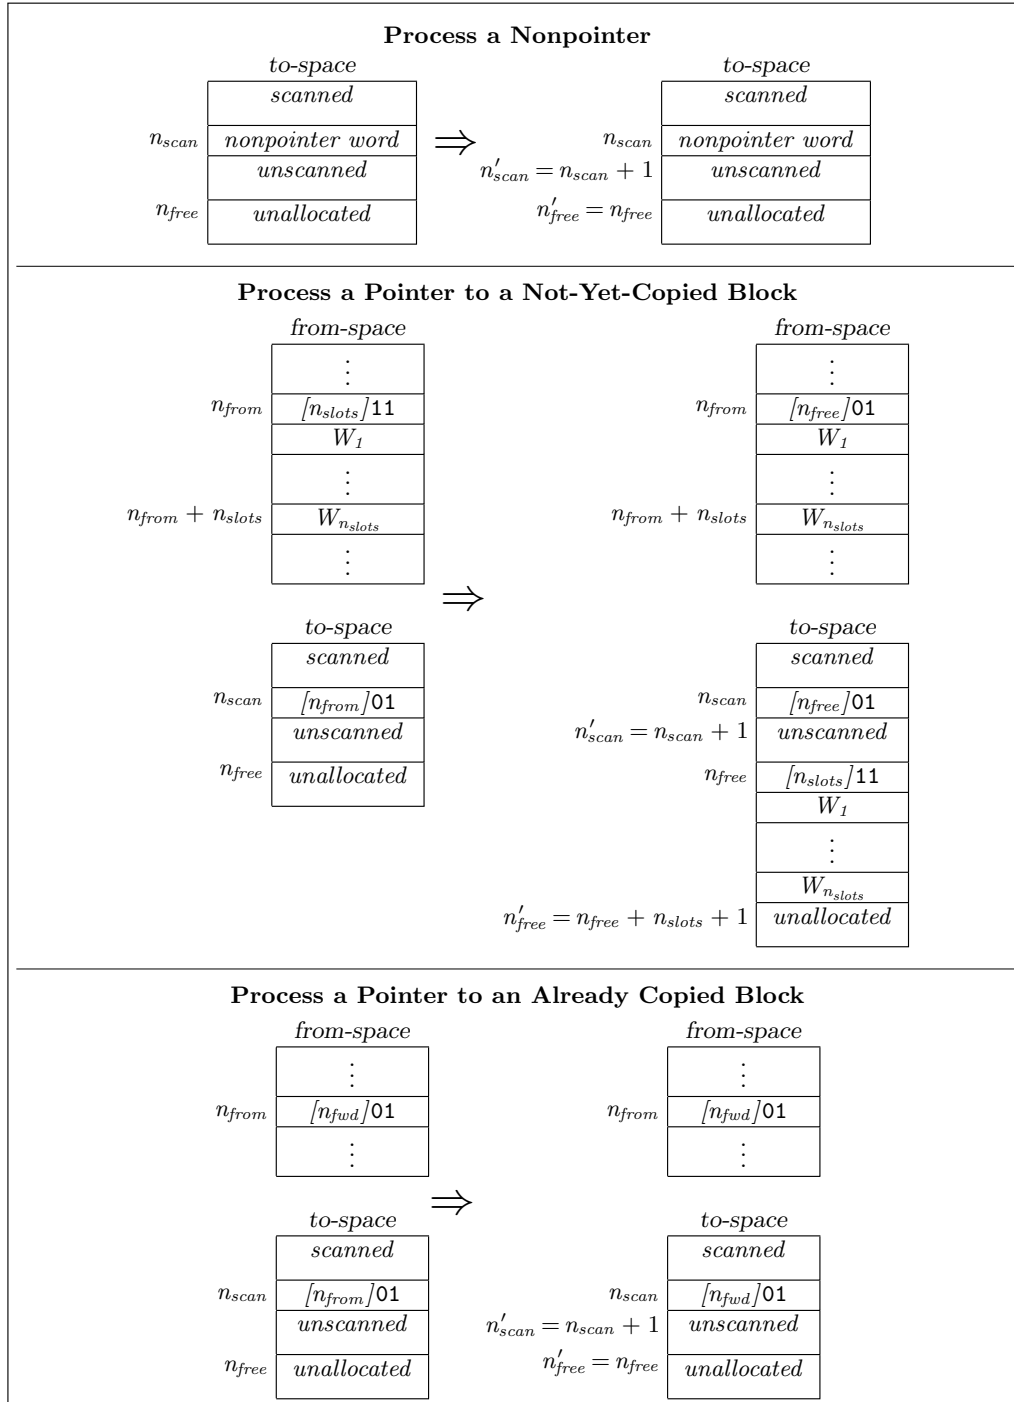 Process a Nonpointer
to-space to-space
scanned scanned
n_scan nonpointer word ⇒ n_scan nonpointer word
unscanned n′_scan = n_scan + 1 unscanned
n_free unallocated n′_free = n_free unallocated
Process a Pointer to a Not-Yet-Copied Block
from-space from-space
⋮ ⋮
n_from [n_slots]11 n_from [n_free]01
W_1 W_1
⋮ ⋮
n_from + n_slots W_{n_slots} n_from + n_slots W_{n_slots}
⋮ ⋮
⇒
to-space to-space
scanned scanned
n_scan [n_from]01 n_scan [n_free]01
unscanned n′_scan = n_scan + 1 unscanned
n_free unallocated n_free [n_slots]11
W_1
⋮
W_{n_slots}
n′_free = n_free + n_slots + 1 unallocated
Process a Pointer to an Already Copied Block
from-space from-space
⋮ ⋮
n_from [n_fwd]01 n_from [n_fwd]01
⋮ ⋮
⇒
to-space to-space
scanned scanned
n_scan [n_from]01 n_scan [n_fwd]01
unscanned n′_scan = n_scan + 1 unscanned
n_free unallocated n′_free = n_free unallocated